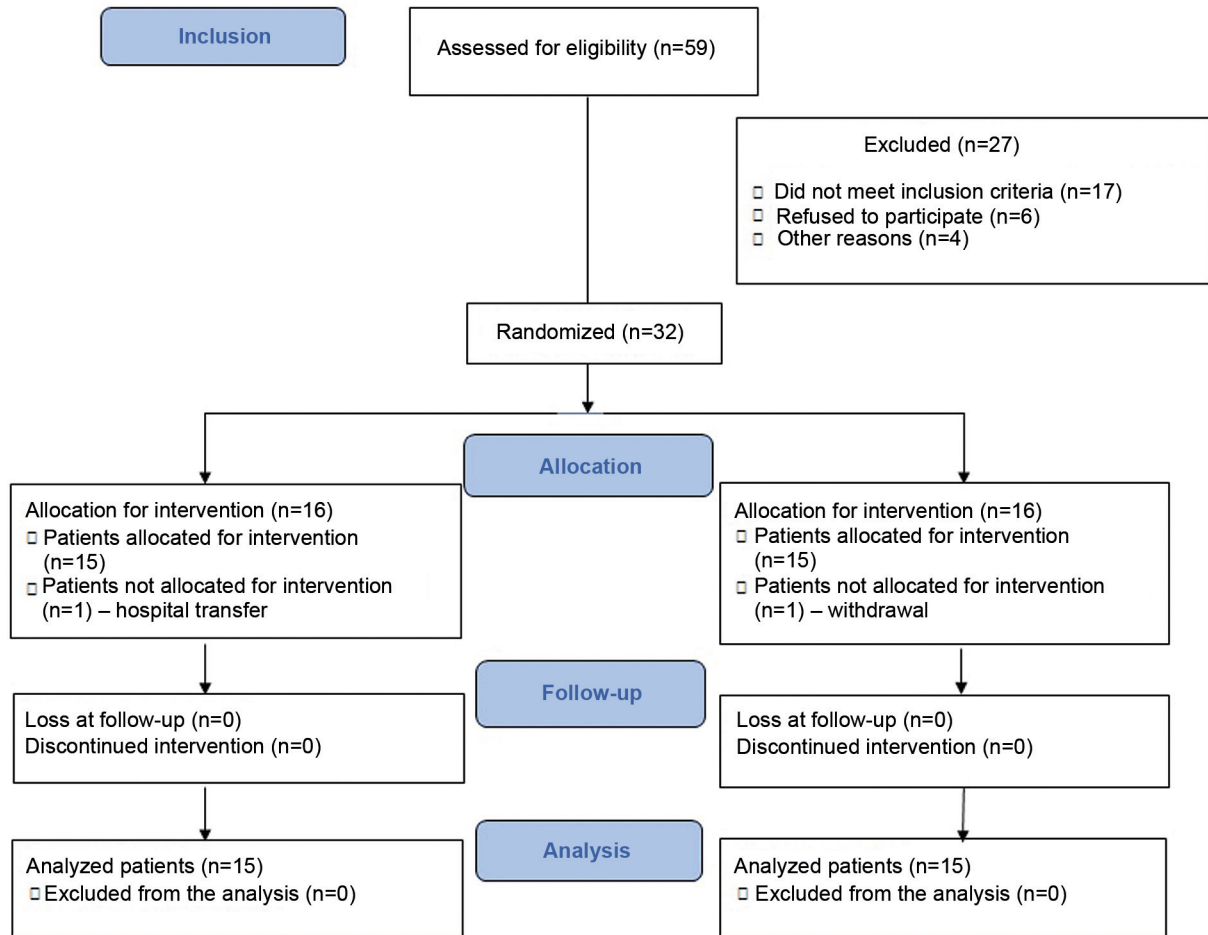 Inclusion
Assessed for eligibility (n=59)
Excluded (n=27)
Did not meet inclusion criteria (n=17)
Refused to participate (n=6)
Other reasons (n=4)
Randomized (n=32)
Allocation
Allocation for intervention (n=16)
Patients allocated for intervention
(n=15)
Patients not allocated for intervention
(n=1) – hospital transfer
Allocation for intervention (n=16)
Patients allocated for intervention
(n=15)
Patients not allocated for intervention
(n=1) – withdrawal
Follow-up
Loss at follow-up (n=0)
Discontinued intervention (n=0)
Loss at follow-up (n=0)
Discontinued intervention (n=0)
Analysis
Analyzed patients (n=15)
Excluded from the analysis (n=0)
Analyzed patients (n=15)
Excluded from the analysis (n=0)